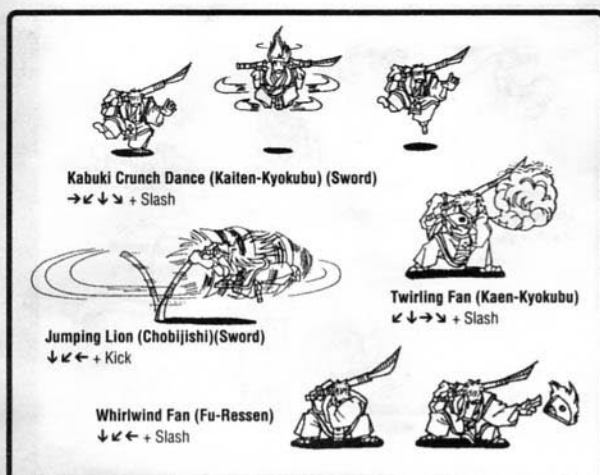 Kabuki Crunch Dance (Kaiten-Kyokubu) (Sword)
→↙↓↘ + Slash
Twirling Fan (Kaen-Kyokubu)
↙↓→↘ + Slash
Jumping Lion (Chobijishi)(Sword)
↓↙← + Kick
Whirlwind Fan (Fu-Ressen)
↓↙← + Slash